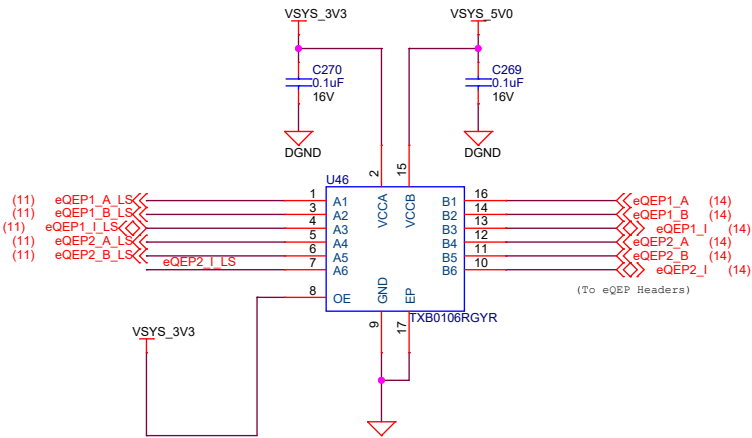 VSYS_3V3
VSYS_5V0
C270
0.1uF
16V
C269
0.1uF
16V
DGND
DGND
2
15
U46
VCCA
VCCB
(11) eQEP1_A_LS 1 A1 B1 16 eQEP1_A (14)
(11) eQEP1_B_LS 3 A2 B2 14 eQEP1_B (14)
(11) eQEP1_I_LS 4 A3 B3 13 eQEP1_I (14)
(11) eQEP2_A_LS 5 A4 B4 12 eQEP2_A (14)
(11) eQEP2_B_LS 6 A5 B5 11 eQEP2_B (14)
eQEP2_I_LS 7 A6 B6 10 eQEP2_I (14)
(To eQEP Headers)
8 OE
GND
EP
TXB0106RGYR
9
17
VSYS_3V3